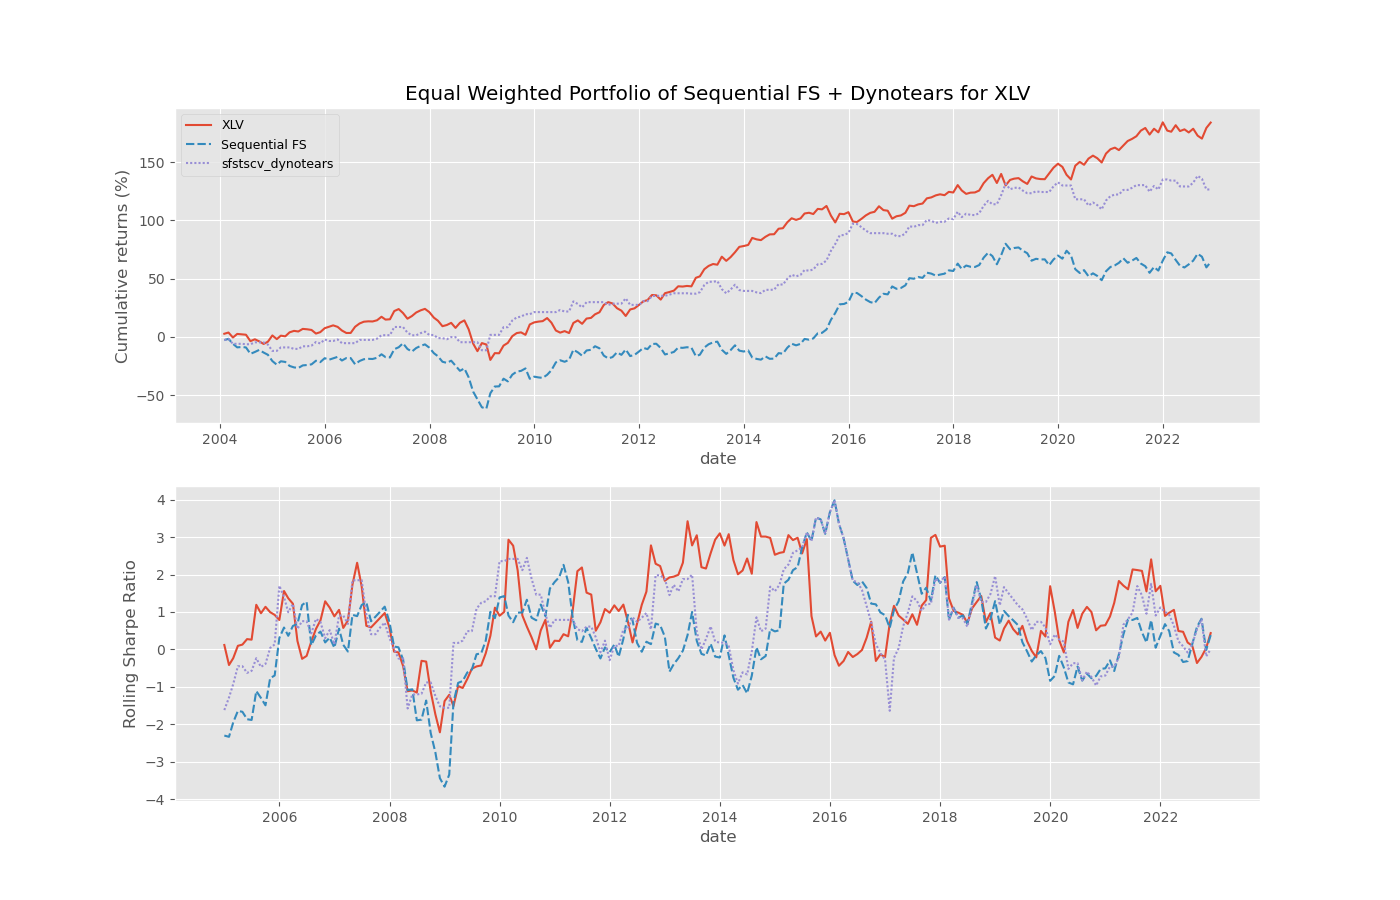 Equal Weighted Portfolio of Sequential FS + Dynotears for XLV
XLV
Sequential FS
sfstscv_dynotears
Cumulative returns (%)
150
100
50
0
−50
2004 2006 2008 2010 2012 2014 2016 2018 2020 2022
date
Rolling Sharpe Ratio
4
3
2
1
0
−1
−2
−3
−4
2006 2008 2010 2012 2014 2016 2018 2020 2022
date